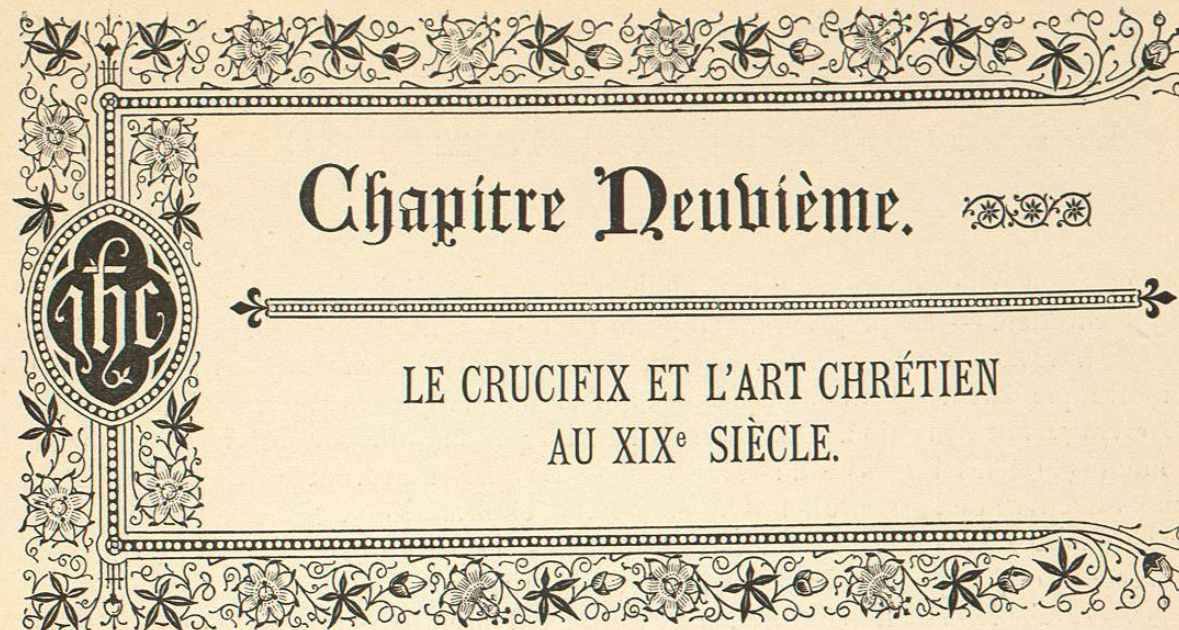 Chapitre Neuvième.
ihc
LE CRUCIFIX ET L'ART CHRÉTIEN
AU XIXe SIÈCLE.